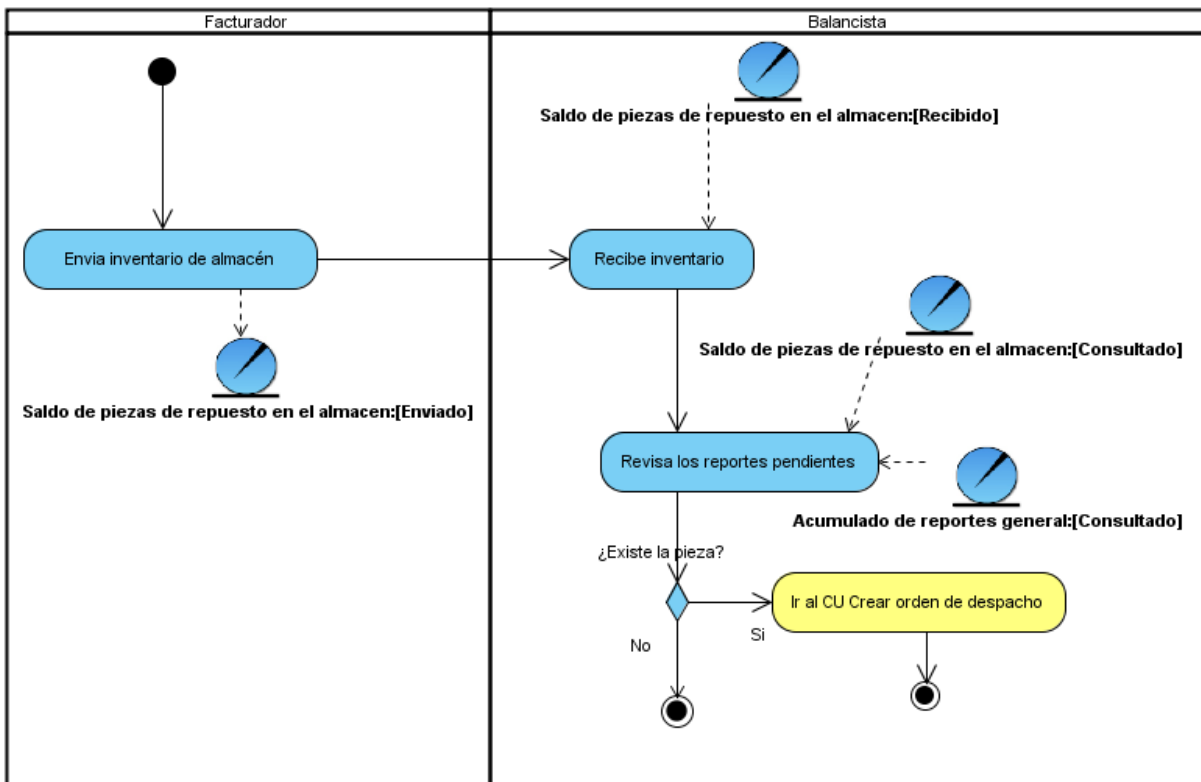 Facturador
Balancista
Saldo de piezas de repuesto en el almacen:[Recibido]
Envia inventario de almacén
Recibe inventario
Saldo de piezas de repuesto en el almacen:[Consultado]
Saldo de piezas de repuesto en el almacen:[Enviado]
Revisa los reportes pendientes
Acumulado de reportes general:[Consultado]
¿Existe la pieza?
Ir al CU Crear orden de despacho
Si
No